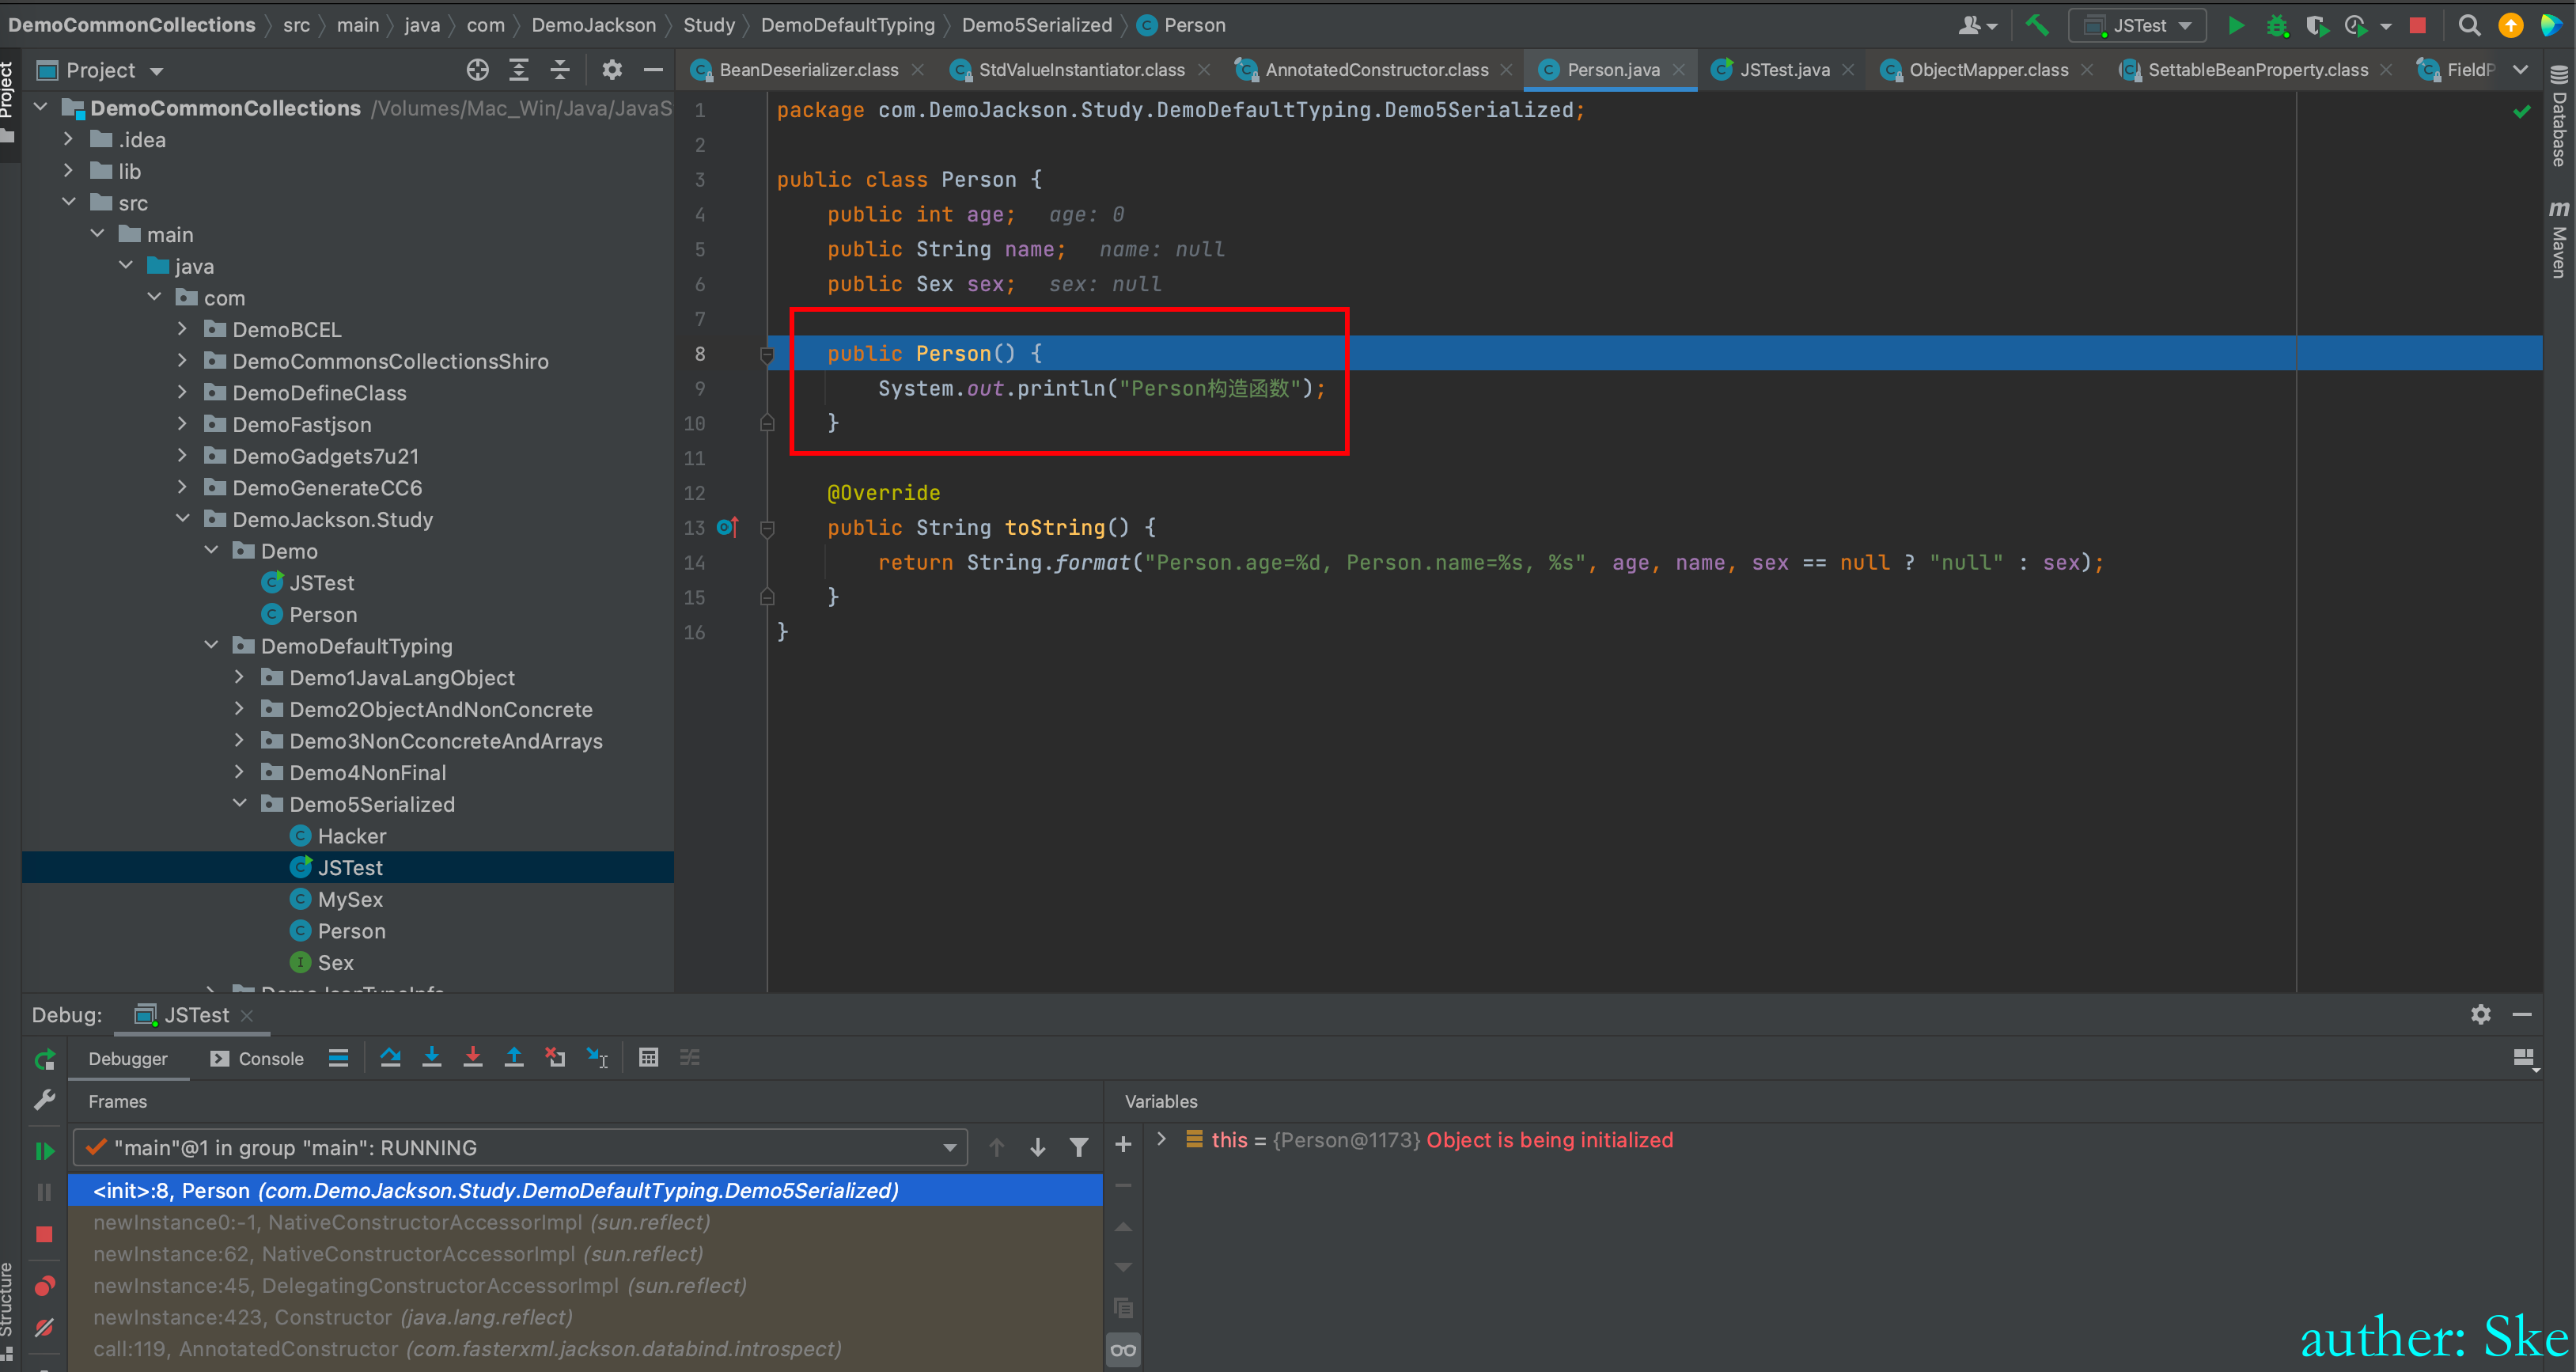 DemoCommonCollections src main java com DemoJackson Study DemoDefaultTyping Demo5Serialized Person JSTest
Project
BeanDeserializer.class StdValueInstantiator.class AnnotatedConstructor.class Person.java JSTest.java ObjectMapper.class SettableBeanProperty.class FieldP
Project
DemoCommonCollections /Volumes/Mac_Win/Java/JavaS
.idea
lib
src
main
java
com
DemoBCEL
DemoCommonsCollectionsShiro
DemoDefineClass
DemoFastjson
DemoGadgets7u21
DemoGenerateCC6
DemoJackson.Study
Demo
JSTest
Person
DemoDefaultTyping
Demo1JavaLangObject
Demo2ObjectAndNonConcrete
Demo3NonCconcreteAndArrays
Demo4NonFinal
Demo5Serialized
Hacker
JSTest
MySex
Person
Sex
1 package com.DemoJackson.Study.DemoDefaultTyping.Demo5Serialized;
2
3 public class Person {
4 public int age; age: 0
5 public String name; name: null
6 public Sex sex; sex: null
7
8 public Person() {
9 System.out.println("Person构造函数");
10 }
11
12 @Override
13 public String toString() {
14 return String.format("Person.age=%d, Person.name=%s, %s", age, name, sex == null ? "null" : sex);
15 }
16 }
Database
m Maven
Debug: JSTest
Debugger Console
Frames
"main"@1 in group "main": RUNNING
<init>:8, Person (com.DemoJackson.Study.DemoDefaultTyping.Demo5Serialized)
newInstance0:-1, NativeConstructorAccessorImpl (sun.reflect)
newInstance:62, NativeConstructorAccessorImpl (sun.reflect)
newInstance:45, DelegatingConstructorAccessorImpl (sun.reflect)
newInstance:423, Constructor (java.lang.reflect)
call:119, AnnotatedConstructor (com.fasterxml.jackson.databind.introspect)
Variables
this = {Person@1173} Object is being initialized
Structure
auther: Ske